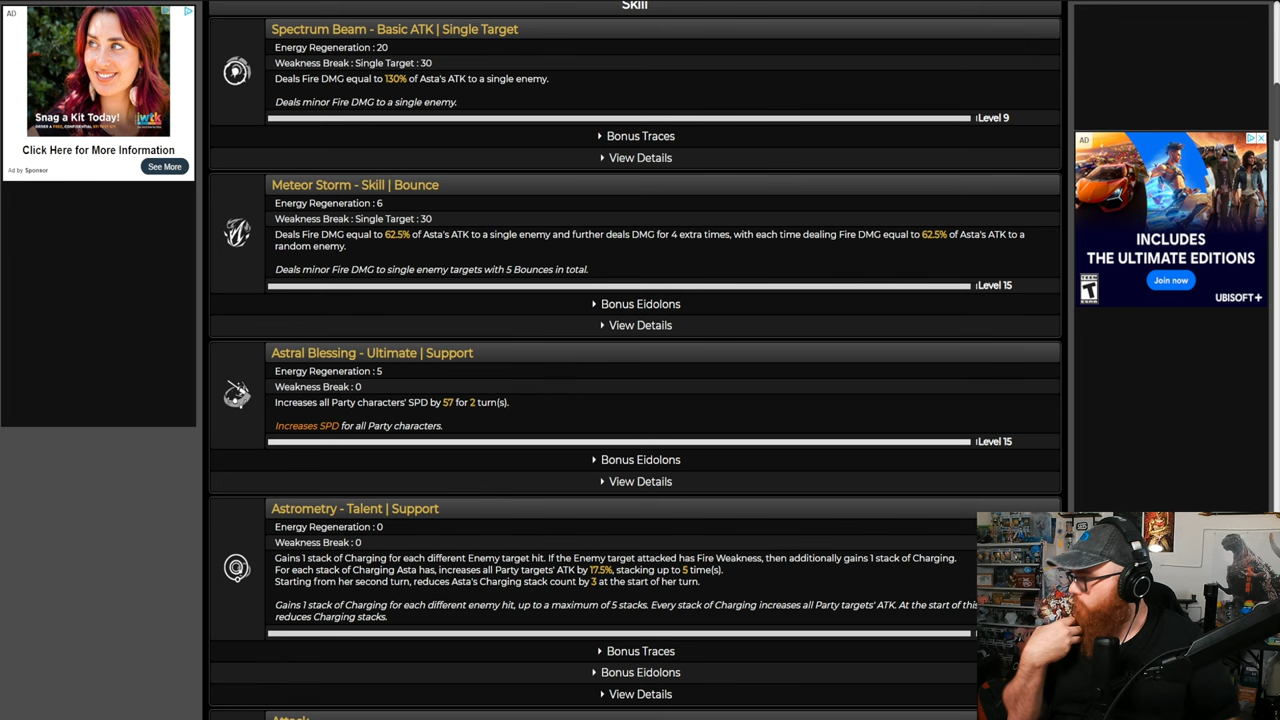 Skill
Spectrum Beam - Basic ATK | Single Target
Energy Regeneration : 20
Weakness Break : Single Target : 30
Deals Fire DMG equal to 130% of Asta's ATK to a single enemy.
Deals minor Fire DMG to a single enemy.
Level 9
Bonus Traces
View Details
Meteor Storm - Skill | Bounce
Energy Regeneration : 6
Weakness Break : Single Target : 30
Deals Fire DMG equal to 62.5% of Asta's ATK to a single enemy and further deals DMG for 4 extra times, with each time dealing Fire DMG equal to 62.5% of Asta's ATK to a
random enemy.
Deals minor Fire DMG to single enemy targets with 5 Bounces in total.
Level 15
Bonus Eidolons
View Details
Astral Blessing - Ultimate | Support
Energy Regeneration : 5
Weakness Break : 0
Increases all Party characters' SPD by 57 for 2 turn(s).
Increases SPD for all Party characters.
Level 15
Bonus Eidolons
View Details
Astrometry - Talent | Support
Energy Regeneration : 0
Weakness Break : 0
Gains 1 stack of Charging for each different Enemy target hit. If the Enemy target attacked has Fire Weakness, then additionally gains 1 stack of Charging.
For each stack of Charging Asta has, increases all Party targets' ATK by 17.5%, stacking up to 5 time(s).
Starting from her second turn, reduces Asta's Charging stack count by 3 at the start of her turn.
Gains 1 stack of Charging for each different enemy hit, up to a maximum of 5 stacks. Every stack of Charging increases all Party targets' ATK. At the start of this
reduces Charging stacks.
Bonus Traces
Bonus Eidolons
View Details
Attack
AD
Snag a Kit Today!
iwtk
Click Here for More Information
See More
Ad by Sponsor
AD
INCLUDES
THE ULTIMATE EDITIONS
Join now
T
UBISOFT+